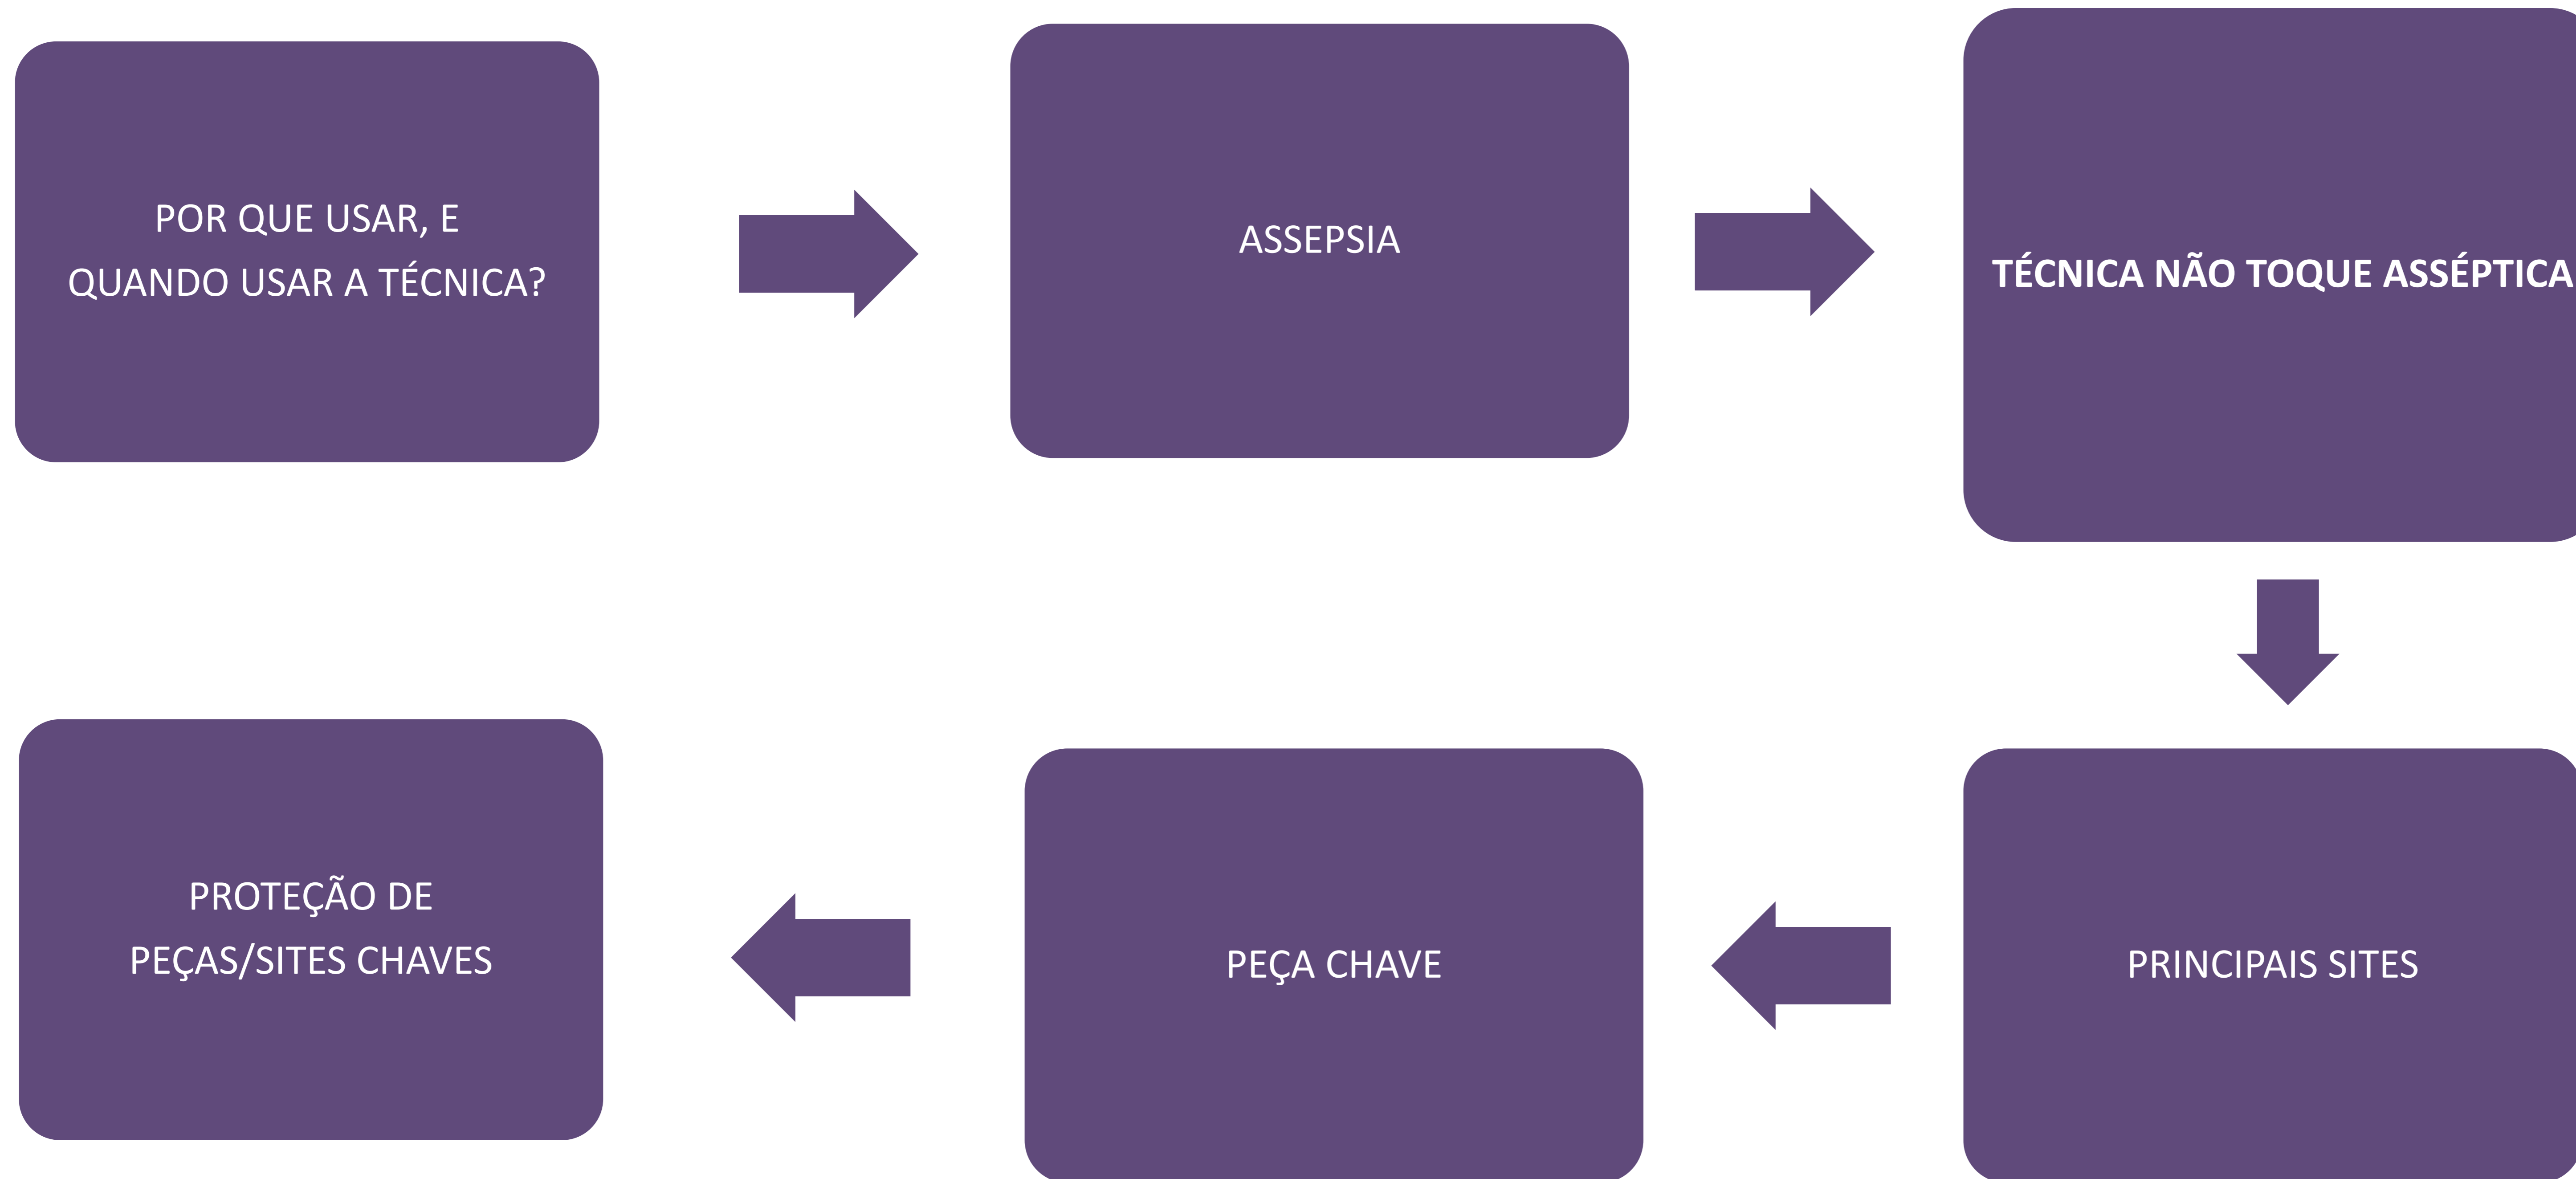 POR QUE USAR, E
QUANDO USAR A TÉCNICA?
ASSEPSIA
TÉCNICA NÃO TOQUE ASSÉPTICA
PRINCIPAIS SITES
PEÇA CHAVE
PROTEÇÃO DE
PEÇAS/SITES CHAVES